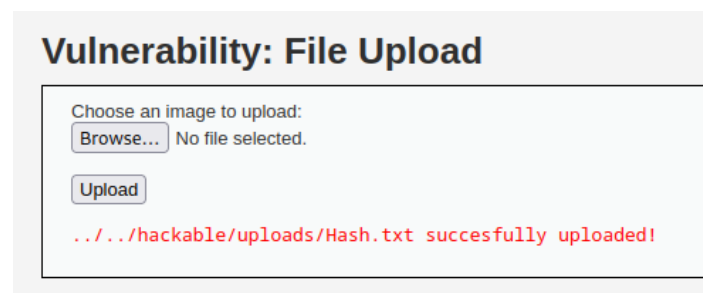 Vulnerability: File Upload
Choose an image to upload:
Browse... No file selected.
Upload
../../hackable/uploads/Hash.txt succesfully uploaded!